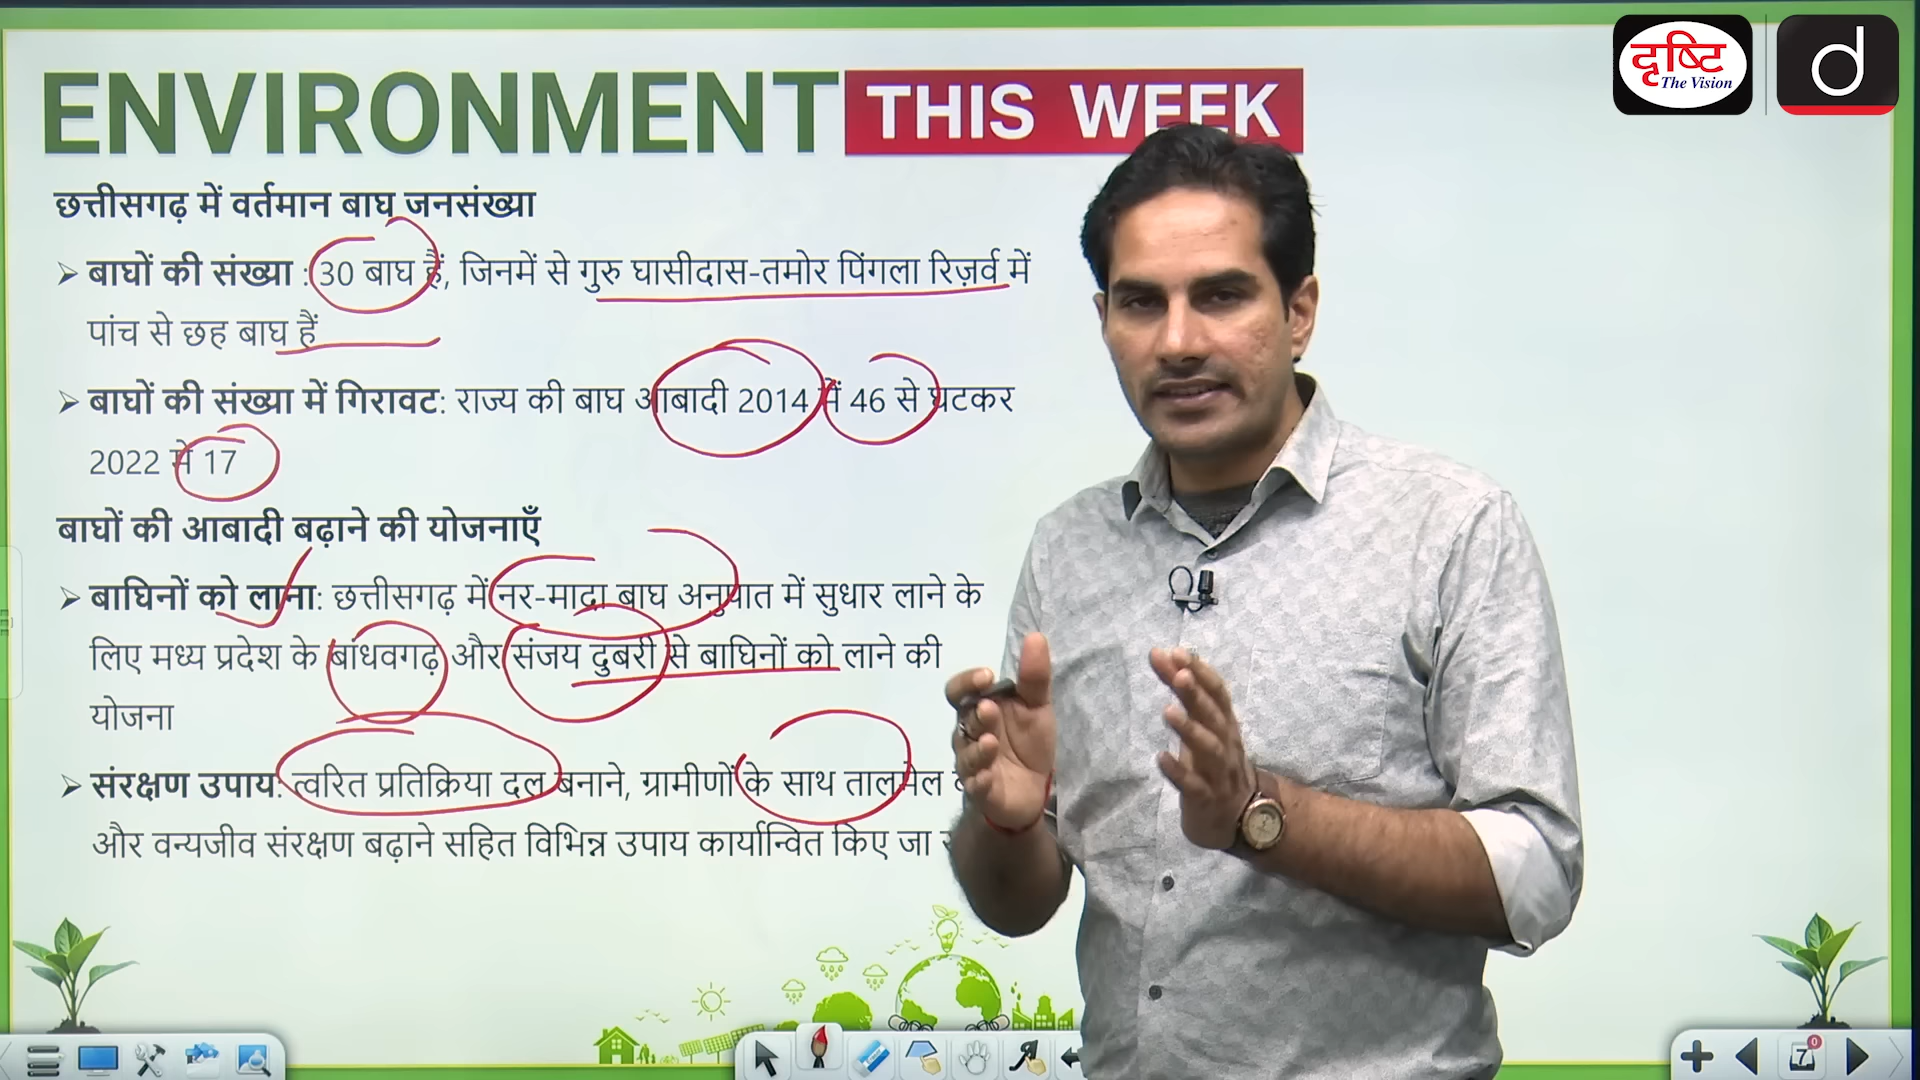 दृष्टि
The Vision
d
ENVIRONMENT THIS WEEK
छत्तीसगढ़ में वर्तमान बाघ जनसंख्या
➢ बाघों की संख्या : 30 बाघ हैं, जिनमें से गुरु घासीदास-तमोर पिंगला रिज़र्व में
पांच से छह बाघ हैं
➢ बाघों की संख्या में गिरावट: राज्य की बाघ आबादी 2014 में 46 से घटकर
2022 में 17
बाघों की आबादी बढ़ाने की योजनाएँ
➢ बाघिनों को लाना: छत्तीसगढ़ में नर-मादा बाघ अनुपात में सुधार लाने के
लिए मध्य प्रदेश के बांधवगढ़ और संजय दुबरी से बाघिनों को लाने की
योजना
➢ संरक्षण उपाय: त्वरित प्रतिक्रिया दल बनाने, ग्रामीणों के साथ तालमेल
और वन्यजीव संरक्षण बढ़ाने सहित विभिन्न उपाय कार्यान्वित किए जा
7
0